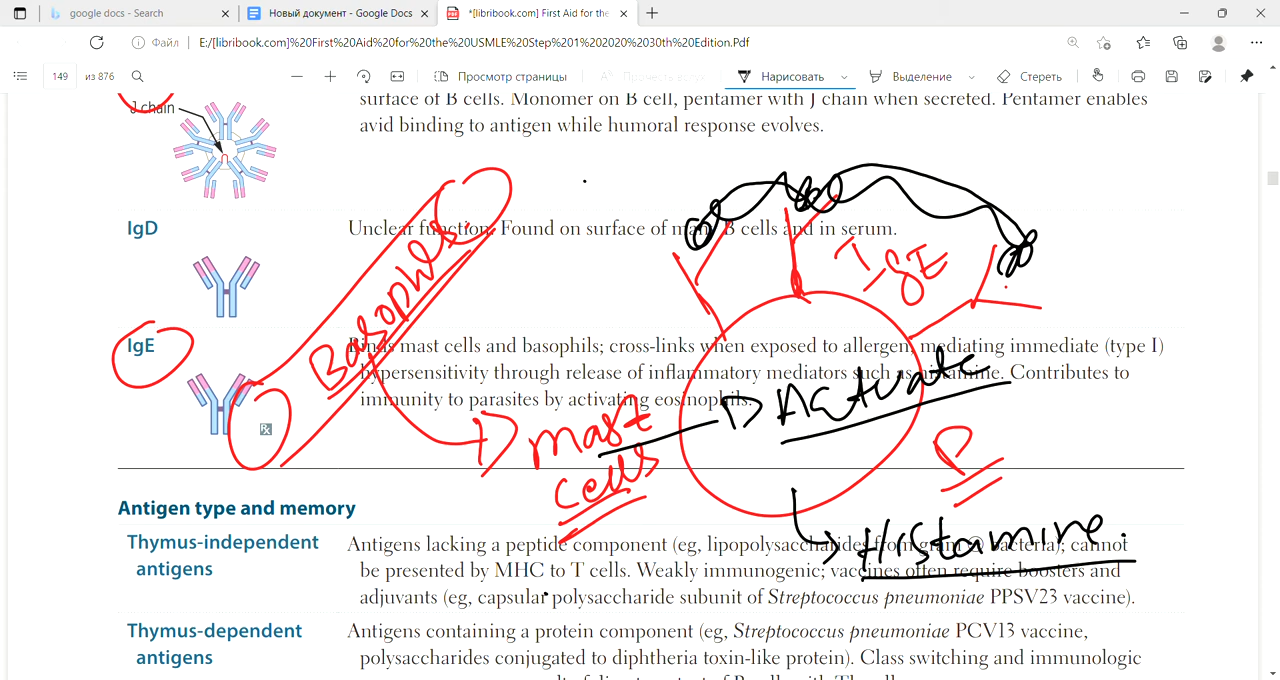 google docs - Search
Новый документ - Google Docs
*[libribook.com] First Aid for the
Файл
E:/[libribook.com]%20First%20Aid%20for%20the%20USMLE%20Step%201%202020%2030th%20Edition.Pdf
149 из 876
Просмотр страницы
Нарисовать
Выделение
Стереть
J chain
surface of B cells. Monomer on B cell, pentamer with J chain when secreted. Pentamer enables
avid binding to antigen while humoral response evolves.
IgD
Unclear function. Found on surface of many B cells and in serum.
IgE
Basophes
IgE
Binds mast cells and basophils; cross-links when exposed to allergen, mediating immediate (type I)
hypersensitivity through release of inflammatory mediators such as histamine. Contributes to
immunity to parasites by activating eosinophils.
Activate
mast
cells
P
Histamine.
Antigen type and memory
Thymus-independent
antigens
Antigens lacking a peptide component (eg, lipopolysaccharides from gram ⊝ bacteria); cannot
be presented by MHC to T cells. Weakly immunogenic; vaccines often require boosters and
adjuvants (eg, capsular polysaccharide subunit of Streptococcus pneumoniae PPSV23 vaccine).
Thymus-dependent
antigens
Antigens containing a protein component (eg, Streptococcus pneumoniae PCV13 vaccine,
polysaccharides conjugated to diphtheria toxin-like protein). Class switching and immunologic